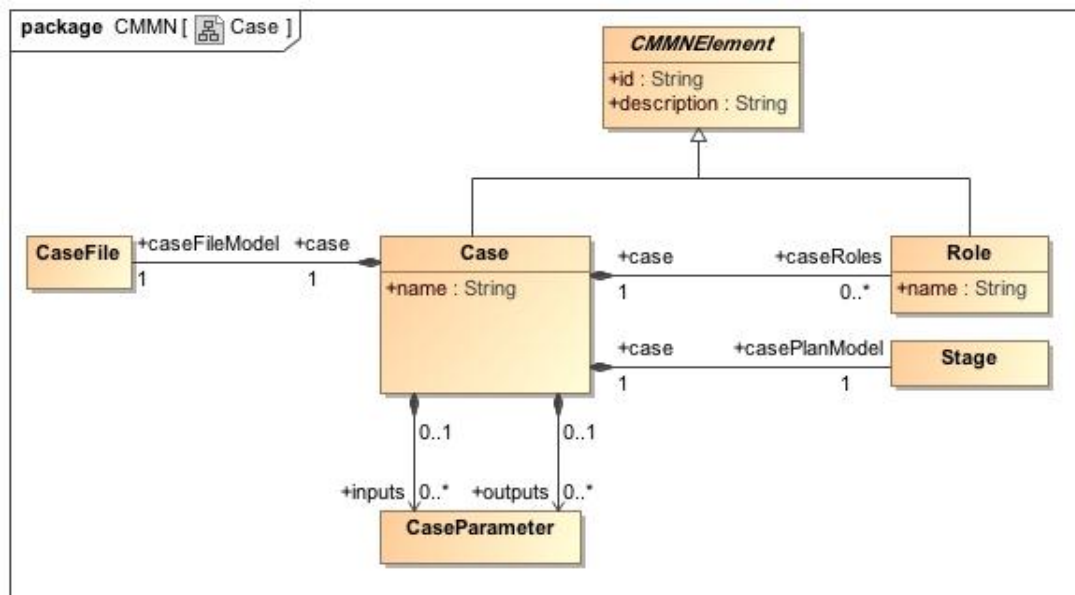 package CMMN [ Case ]
CMMNElement
+id : String
+description : String
CaseFile
+caseFileModel
1
+case
1
Case
+name : String
+case
1
+caseRoles
0..*
Role
+name : String
+case
1
+casePlanModel
1
Stage
0..1
0..1
+inputs
0..*
+outputs
0..*
CaseParameter